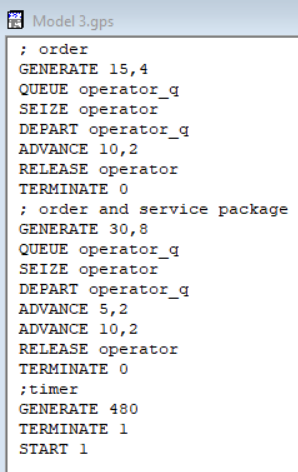 Model 3.gps
; order
GENERATE 15,4
QUEUE operator_q
SEIZE operator
DEPART operator_q
ADVANCE 10,2
RELEASE operator
TERMINATE 0
; order and service package
GENERATE 30,8
QUEUE operator_q
SEIZE operator
DEPART operator_q
ADVANCE 5,2
ADVANCE 10,2
RELEASE operator
TERMINATE 0
;timer
GENERATE 480
TERMINATE 1
START 1